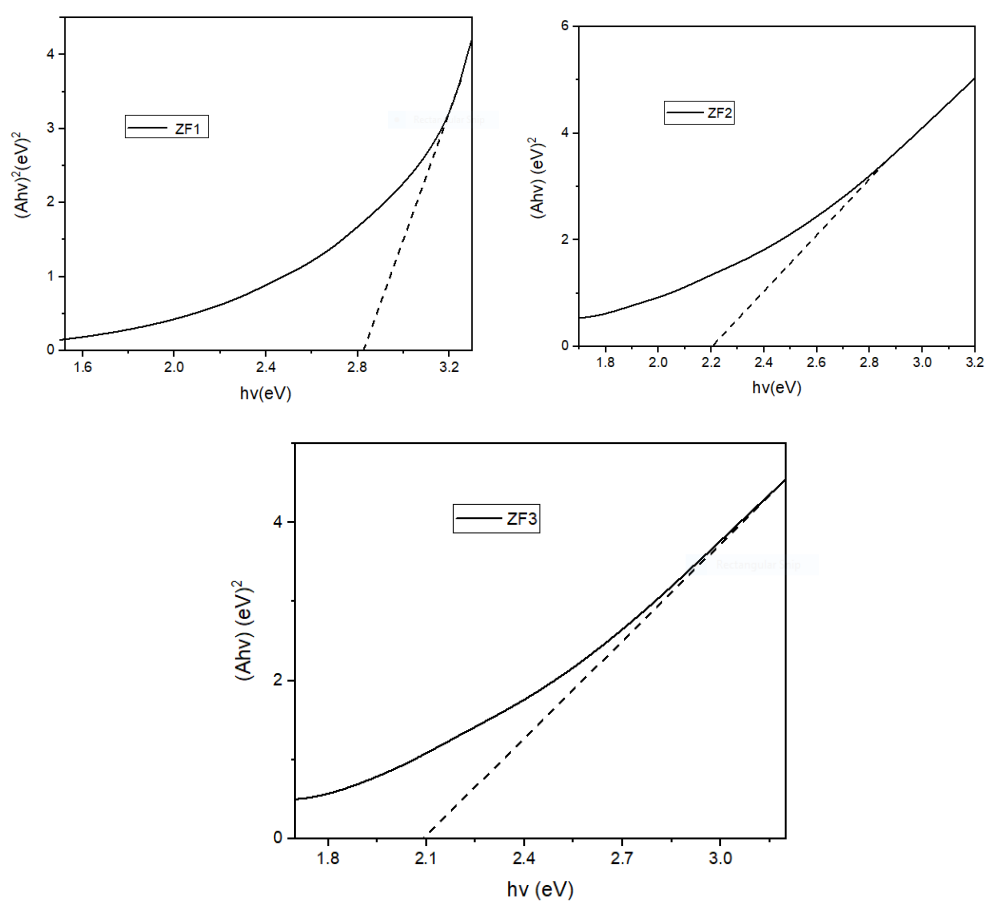 4
3
2
1
0
(Ahv)²(eV)²
ZF1
1.6 2.0 2.4 2.8 3.2
hv(eV)
6
4
2
0
(Ahv) (eV)²
ZF2
1.8 2.0 2.2 2.4 2.6 2.8 3.0 3.2
hv(eV)
4
2
0
(Ahv) (eV)²
ZF3
RectangularSnip
1.8 2.1 2.4 2.7 3.0
hv (eV)